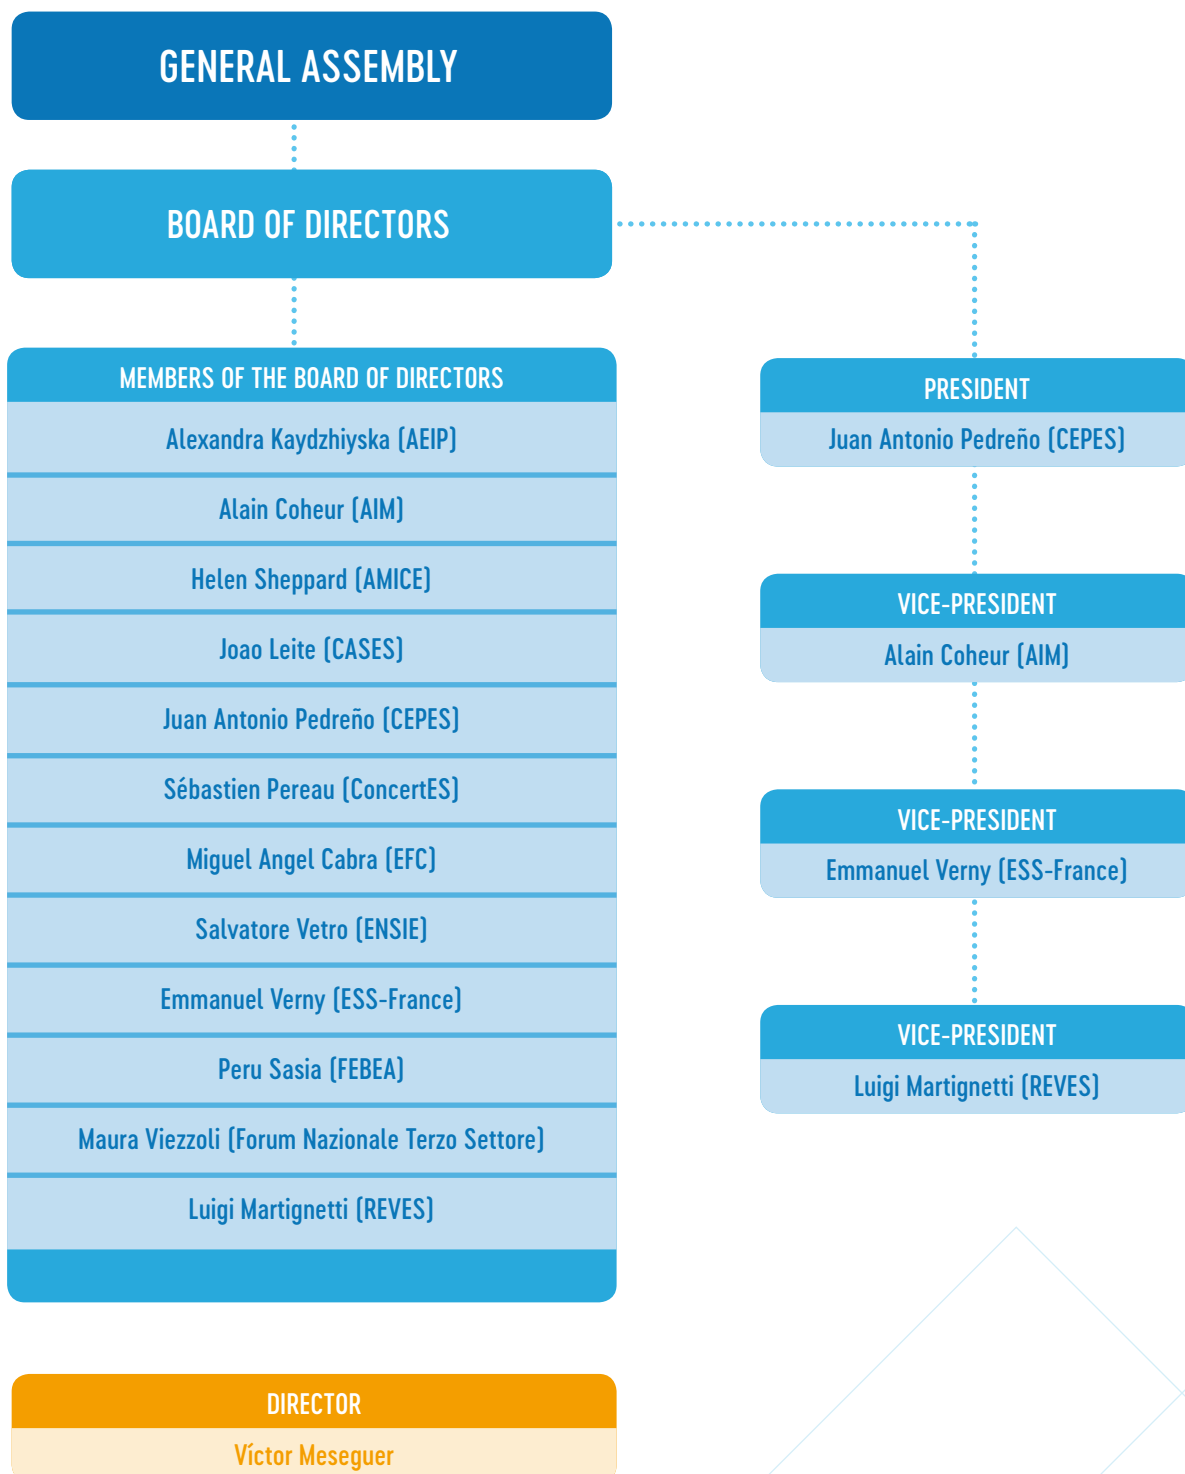 GENERAL ASSEMBLY
BOARD OF DIRECTORS
MEMBERS OF THE BOARD OF DIRECTORS
Alexandra Kaydzhiyska (AEIP)
Alain Coheur (AIM)
Helen Sheppard (AMICE)
Joao Leite (CASES)
Juan Antonio Pedreño (CEPES)
Sébastien Pereau (ConcertES)
Miguel Angel Cabra (EFC)
Salvatore Vetro (ENSIE)
Emmanuel Verny (ESS-France)
Peru Sasia (FEBEA)
Maura Viezzoli (Forum Nazionale Terzo Settore)
Luigi Martignetti (REVES)
PRESIDENT
Juan Antonio Pedreño (CEPES)
VICE-PRESIDENT
Alain Coheur (AIM)
VICE-PRESIDENT
Emmanuel Verny (ESS-France)
VICE-PRESIDENT
Luigi Martignetti (REVES)
DIRECTOR
Víctor Meseguer